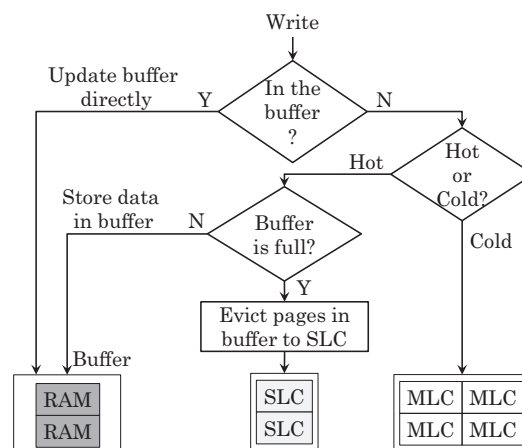 Write
Update buffer
directly
Y
In the
buffer
?
N
Hot
Hot
or
Cold?
Store data
in buffer
N
Buffer
is full?
Cold
Y
Evict pages in
buffer to SLC
Buffer
RAM
RAM
SLC
SLC
MLC MLC
MLC MLC